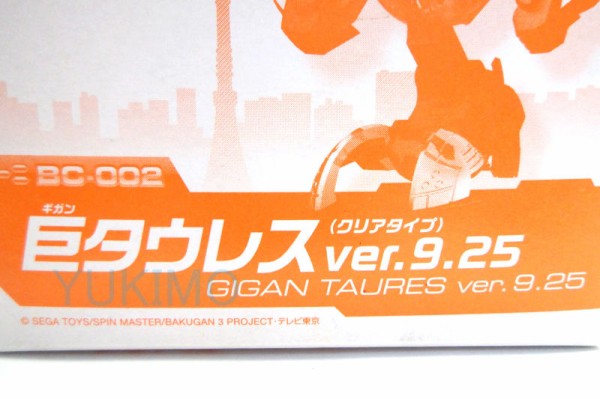 BC-002
ギガン
巨タウレス (クリアタイプ) ver.9.25
GIGAN TAURES ver. 9.25
YUKIMO
© SEGA TOYS/SPIN MASTER/BAKUGAN 3 PROJECT・テレビ東京